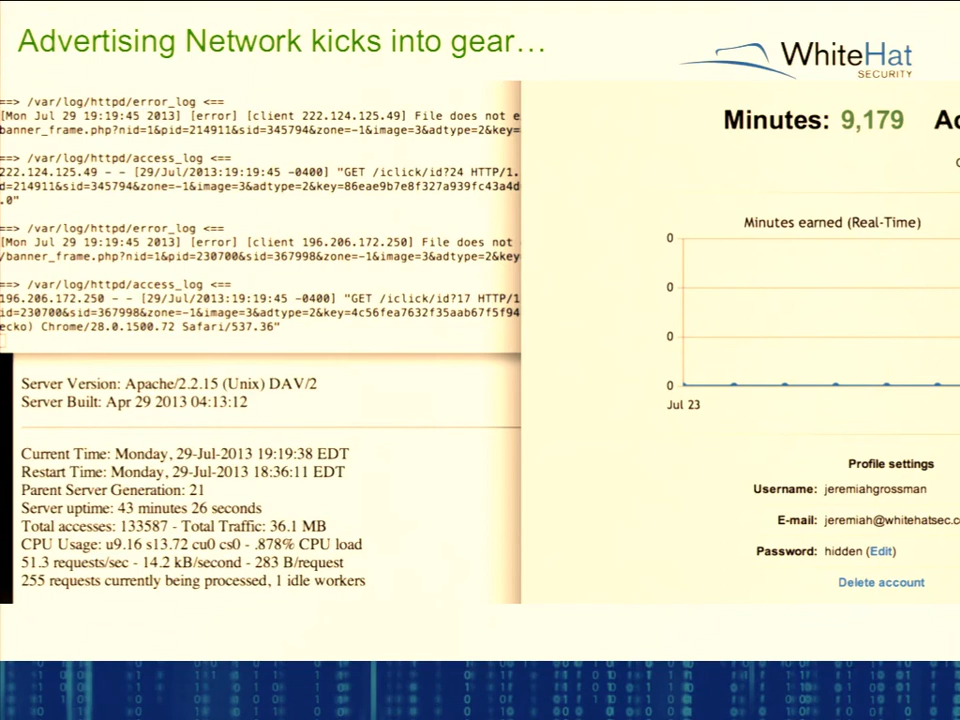 Advertising Network kicks into gear…
WhiteHat
SECURITY
==> /var/log/httpd/error_log <==
[Mon Jul 29 19:19:45 2013] [error] [client 222.124.125.49] File does not e
banner_frame.php?nid=1&pid=214911&sid=345794&zone=-1&image=3&adtype=2&key=
==> /var/log/httpd/access_log <==
222.124.125.49 - - [29/Jul/2013:19:19:45 -0400] "GET /iclick/id?24 HTTP/1.
d=214911&sid=345794&zone=-1&image=3&adtype=2&key=86eae9b7e8f327a939fc43a4d
.0"
==> /var/log/httpd/error_log <==
[Mon Jul 29 19:19:45 2013] [error] [client 196.206.172.250] File does not
/banner_frame.php?nid=1&pid=230700&sid=367998&zone=-1&image=3&adtype=2&key
==> /var/log/httpd/access_log <==
196.206.172.250 - - [29/Jul/2013:19:19:45 -0400] "GET /iclick/id?17 HTTP/1
id=230700&sid=367998&zone=-1&image=3&adtype=2&key=4c56fea7632f35aab67f5f94
ecko) Chrome/28.0.1500.72 Safari/537.36"
Server Version: Apache/2.2.15 (Unix) DAV/2
Server Built: Apr 29 2013 04:13:12
Current Time: Monday, 29-Jul-2013 19:19:38 EDT
Restart Time: Monday, 29-Jul-2013 18:36:11 EDT
Parent Server Generation: 21
Server uptime: 43 minutes 26 seconds
Total accesses: 133587 - Total Traffic: 36.1 MB
CPU Usage: u9.16 s13.72 cu0 cs0 - .878% CPU load
51.3 requests/sec - 14.2 kB/second - 283 B/request
255 requests currently being processed, 1 idle workers
Minutes: 9,179 Ac
Minutes earned (Real-Time)
0
0
0
0
Jul 23
Profile settings
Username: jeremiahgrossman
E-mail: jeremiah@whitehatsec.c
Password: hidden (Edit)
Delete account